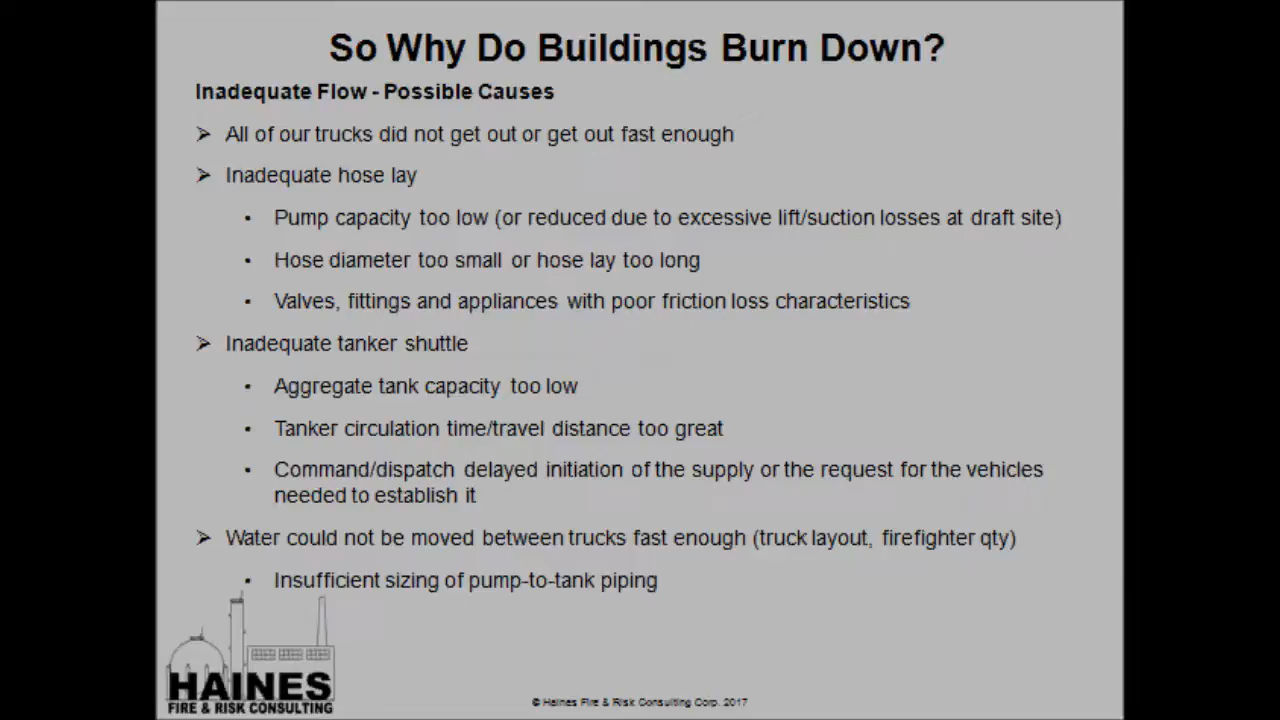 So Why Do Buildings Burn Down?
Inadequate Flow - Possible Causes
➢ All of our trucks did not get out or get out fast enough
➢ Inadequate hose lay
• Pump capacity too low (or reduced due to excessive lift/suction losses at draft site)
• Hose diameter too small or hose lay too long
• Valves, fittings and appliances with poor friction loss characteristics
➢ Inadequate tanker shuttle
• Aggregate tank capacity too low
• Tanker circulation time/travel distance too great
• Command/dispatch delayed initiation of the supply or the request for the vehicles
needed to establish it
➢ Water could not be moved between trucks fast enough (truck layout, firefighter qty)
• Insufficient sizing of pump-to-tank piping
HAINES
FIRE & RISK CONSULTING
© Haines Fire & Risk Consulting Corp. 2017